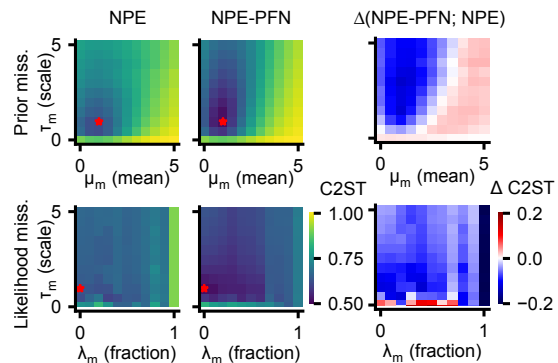 NPE NPE-PFN Δ(NPE-PFN; NPE)
Prior miss.
τm (scale)
5
0
0 5 0 5 0 5
μm (mean) μm (mean) μm (mean)
C2ST Δ C2ST
Likelihood miss.
τm (scale)
5
0
1.00
0.75
0.50
0.2
0.0
−0.2
0 1 0 1 0 1
λm (fraction) λm (fraction) λm (fraction)